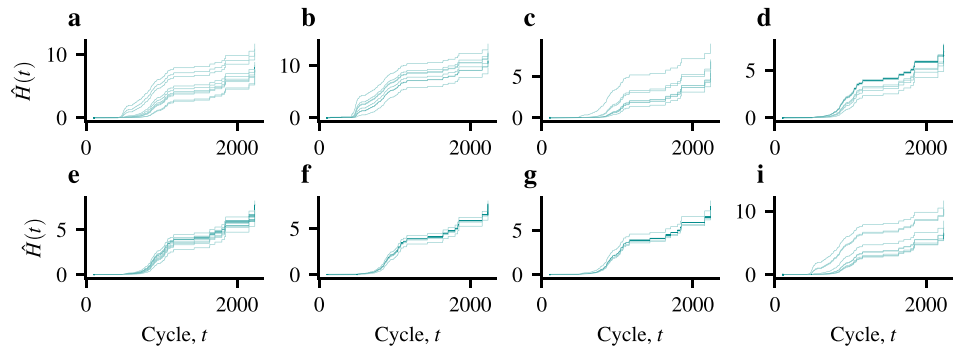 a b c d
Ĥ(t) 10 0 10 0 5 0 5 0
0 2000 0 2000 0 2000 0 2000
e f g i
Ĥ(t) 5 0 5 0 5 0 10 0
0 2000 0 2000 0 2000 0 2000
Cycle, t Cycle, t Cycle, t Cycle, t